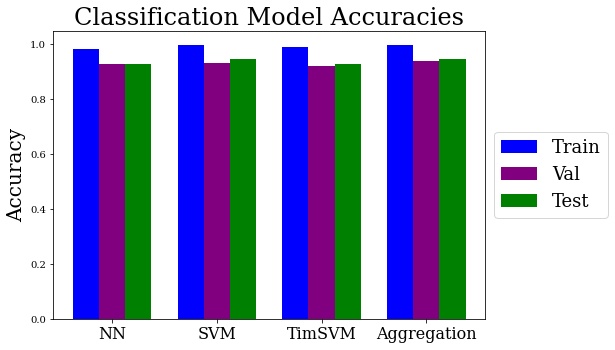 Classification Model Accuracies
Accuracy
1.0
0.8
0.6
0.4
0.2
0.0
NN SVM TimSVM Aggregation
Train
Val
Test